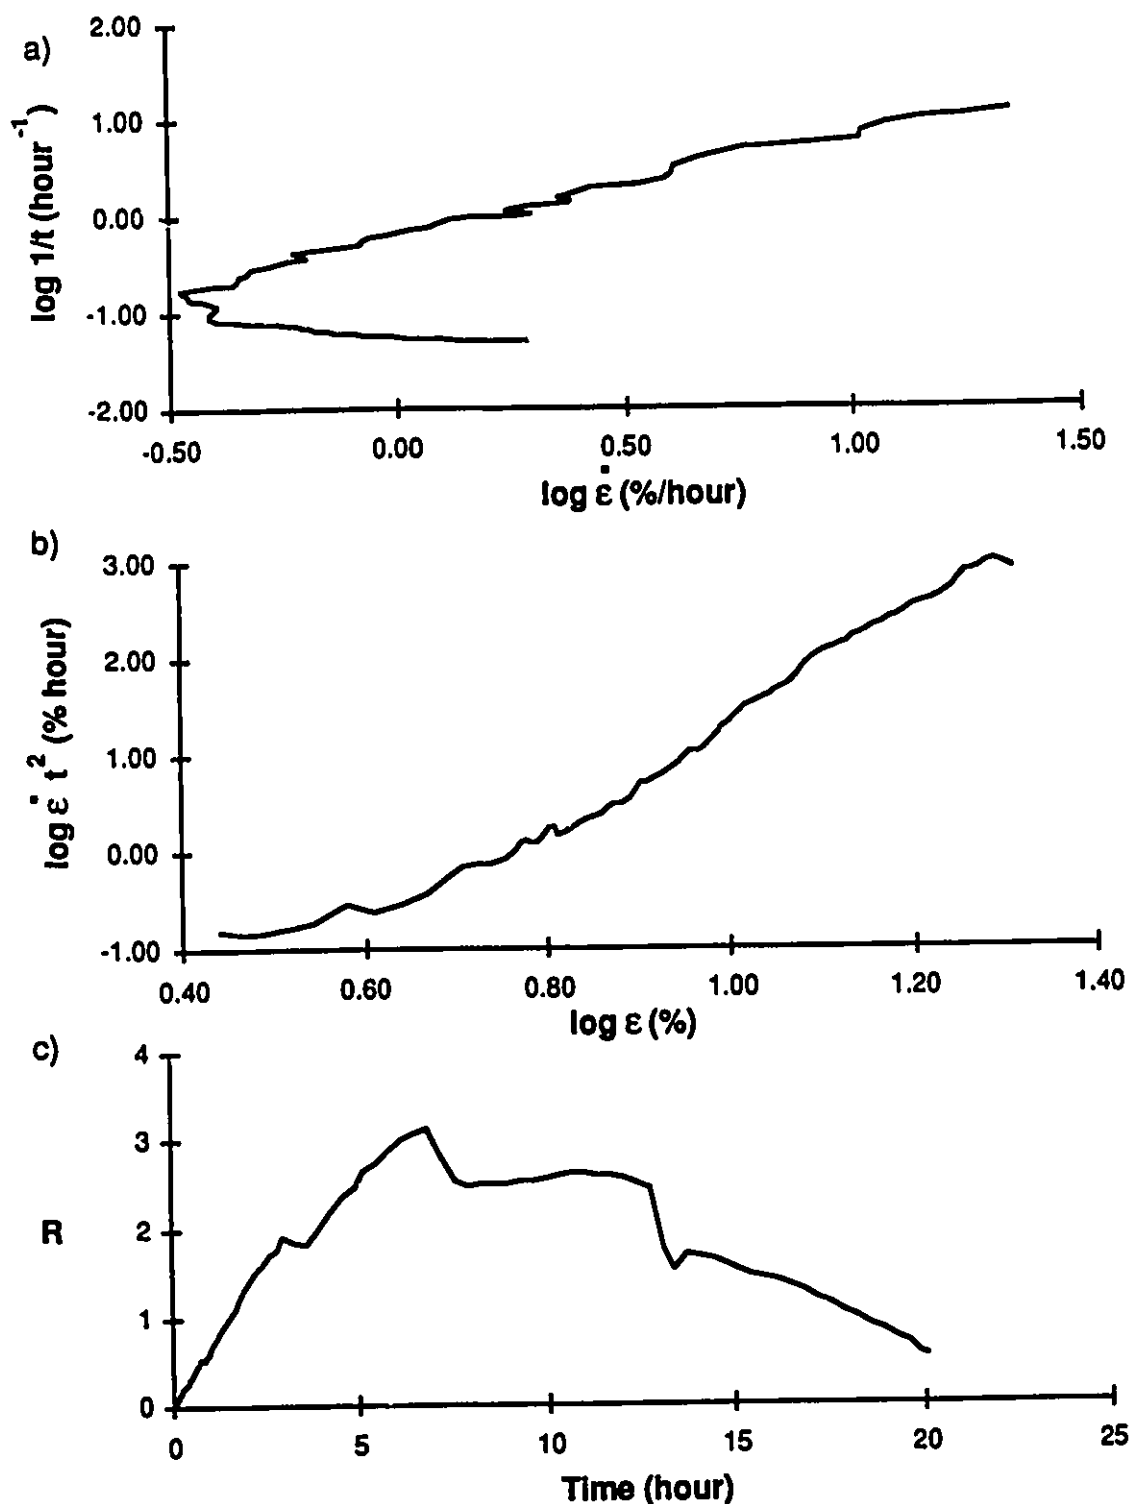 a)
2.00
1.00
0.00
-1.00
-2.00
log 1/t (hour⁻¹)
-0.50 0.00 0.50 1.00 1.50
log ε̇ (%/hour)
b)
3.00
2.00
1.00
0.00
-1.00
log ε̇ t² (% hour)
0.40 0.60 0.80 1.00 1.20 1.40
log ε (%)
c)
4
3
2
1
0
R
0 5 10 15 20 25
Time (hour)